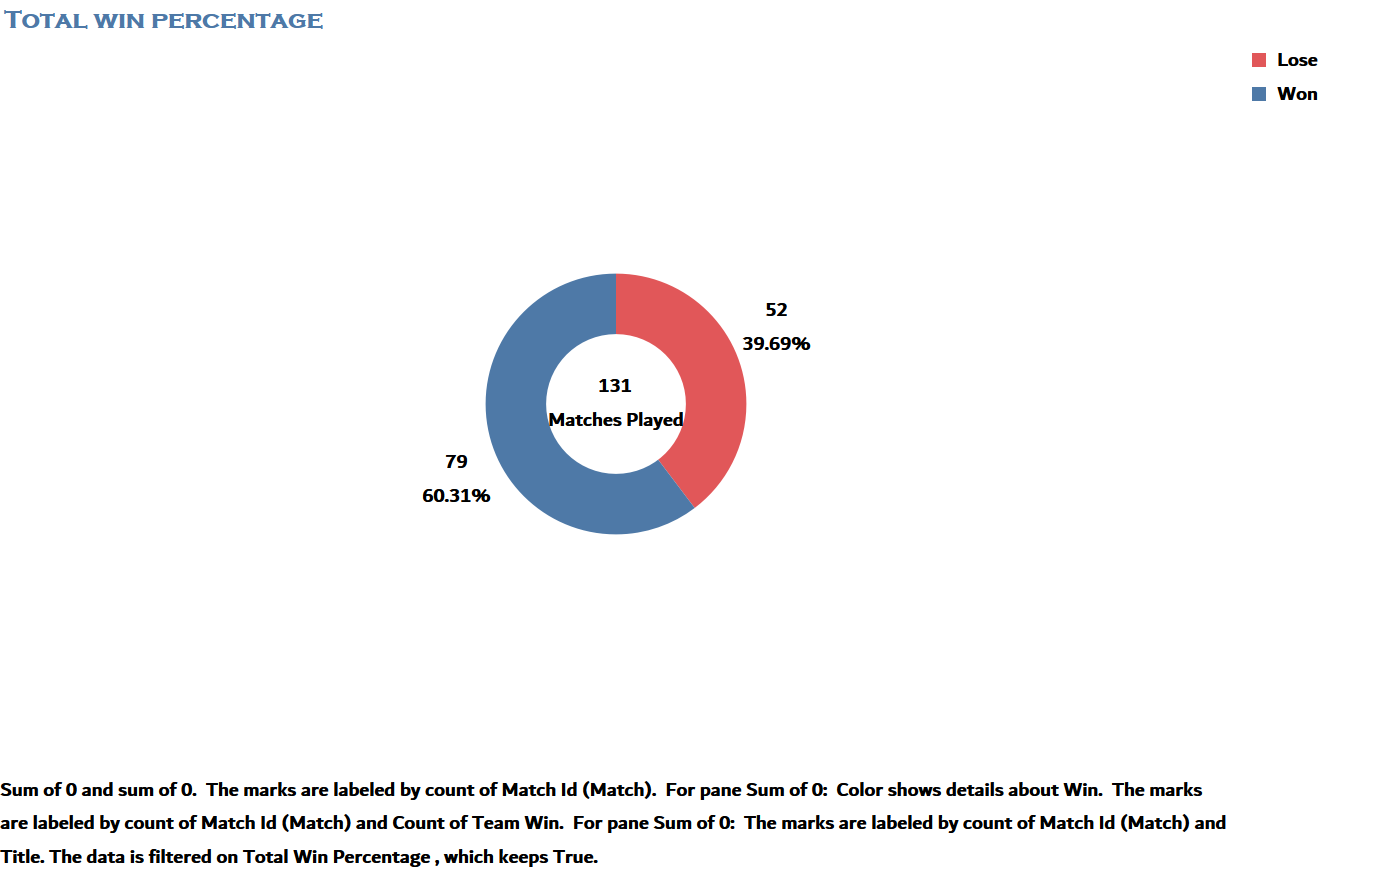 Total win percentage
Lose
Won
52
39.69%
131
Matches Played
79
60.31%
Sum of 0 and sum of 0.  The marks are labeled by count of Match Id (Match).  For pane Sum of 0:  Color shows details about Win.  The marks
are labeled by count of Match Id (Match) and Count of Team Win.  For pane Sum of 0:  The marks are labeled by count of Match Id (Match) and
Title. The data is filtered on Total Win Percentage , which keeps True.